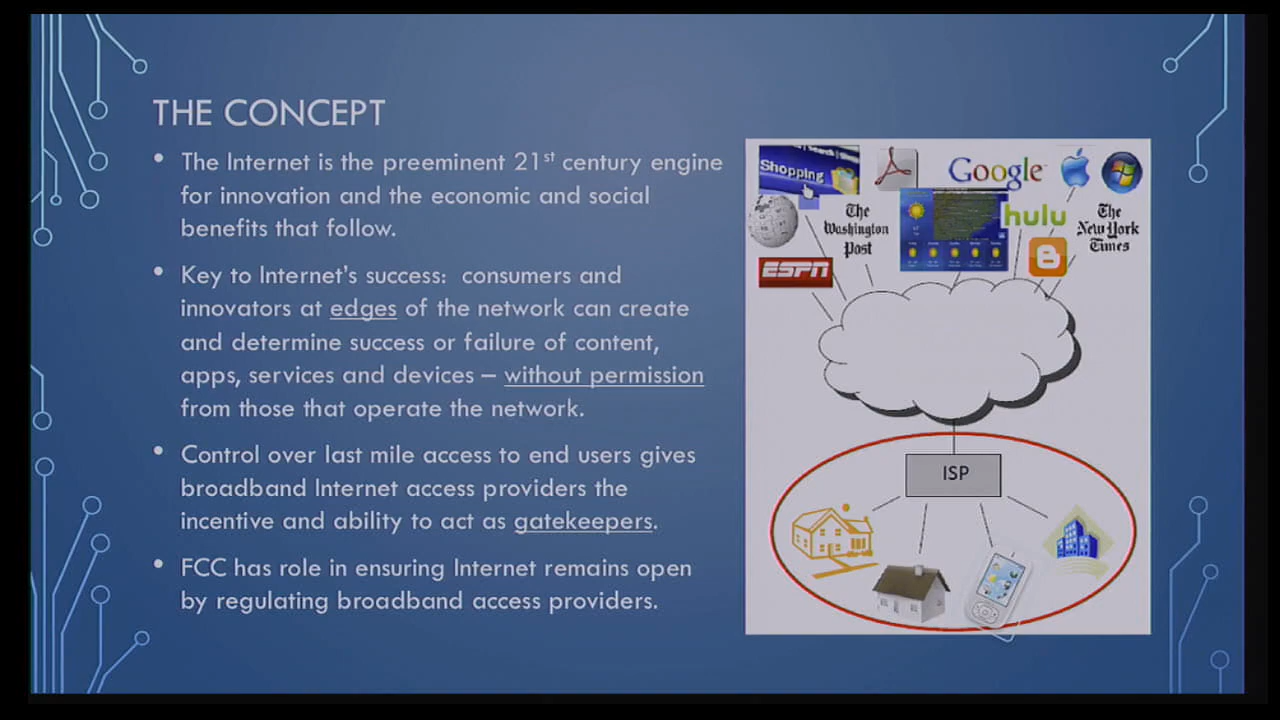 THE CONCEPT
• The Internet is the preeminent 21st century engine
for innovation and the economic and social
benefits that follow.
• Key to Internet's success:  consumers and
innovators at edges of the network can create
and determine success or failure of content,
apps, services and devices – without permission
from those that operate the network.
• Control over last mile access to end users gives
broadband Internet access providers the
incentive and ability to act as gatekeepers.
• FCC has role in ensuring Internet remains open
by regulating broadband access providers.
Search
Shopping
Google
The
Washington
Post
hulu
The
New York
Times
ESPN
ISP